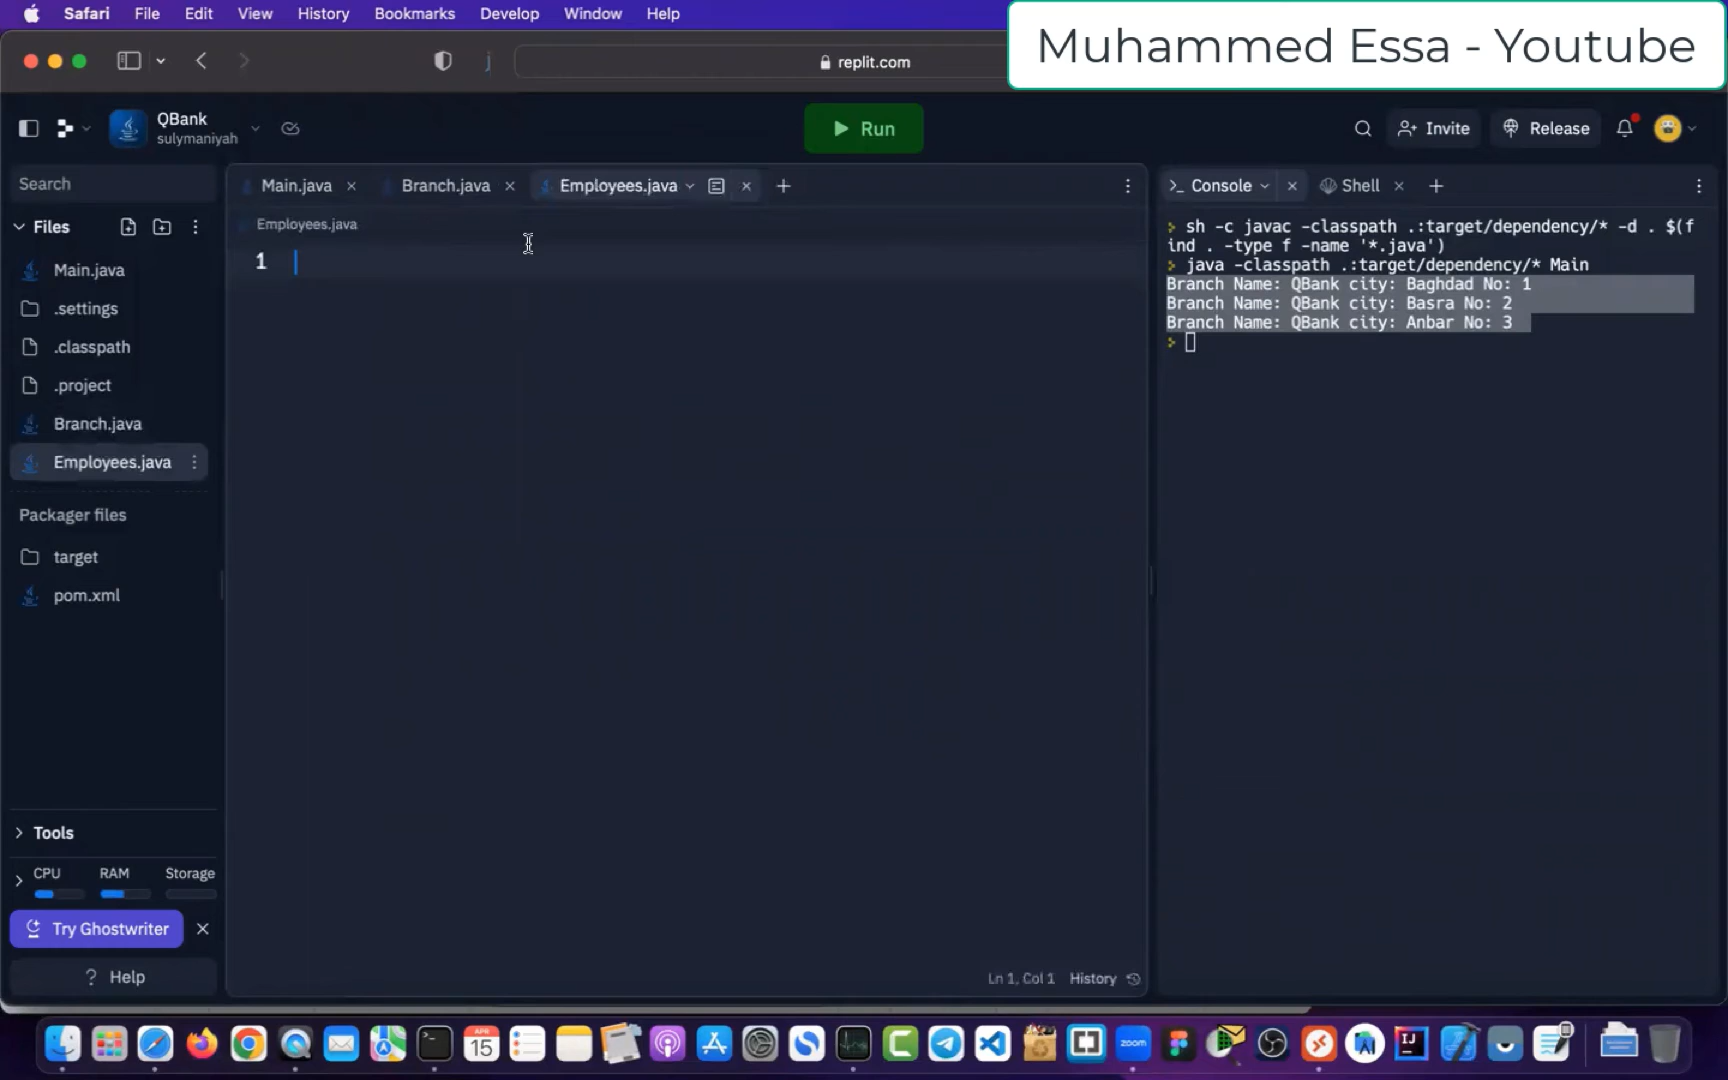 Safari File Edit View History Bookmarks Develop Window Help
Muhammed Essa - Youtube
replit.com
QBank
sulymaniyah
Run
Invite
Release
Search
Files
Main.java
.settings
.classpath
.project
Branch.java
Employees.java
Packager files
target
pom.xml
Tools
CPU RAM Storage
Try Ghostwriter
? Help
Main.java Branch.java Employees.java
Employees.java
1
Ln 1, Col 1 History
>_ Console Shell
sh -c javac -classpath .:target/dependency/* -d . $(f
ind . -type f -name '*.java')
java -classpath .:target/dependency/* Main
Branch Name: QBank city: Baghdad No: 1
Branch Name: QBank city: Basra No: 2
Branch Name: QBank city: Anbar No: 3
APR
15
zoom
IJ